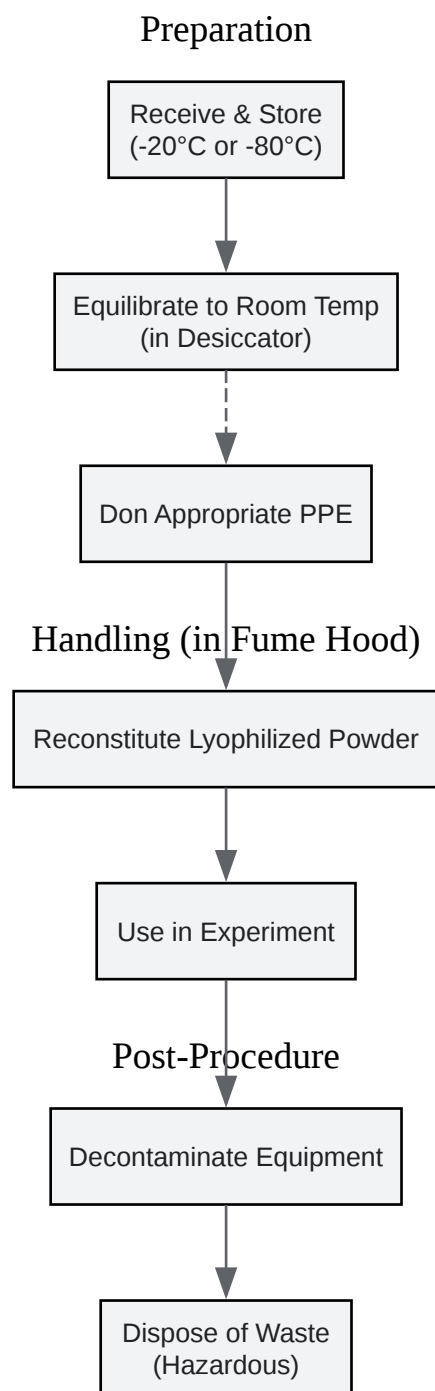 Preparation
Receive & Store
(-20°C or -80°C)
Equilibrate to Room Temp
(in Desiccator)
Don Appropriate PPE
Handling (in Fume Hood)
Reconstitute Lyophilized Powder
Use in Experiment
Post-Procedure
Decontaminate Equipment
Dispose of Waste
(Hazardous)